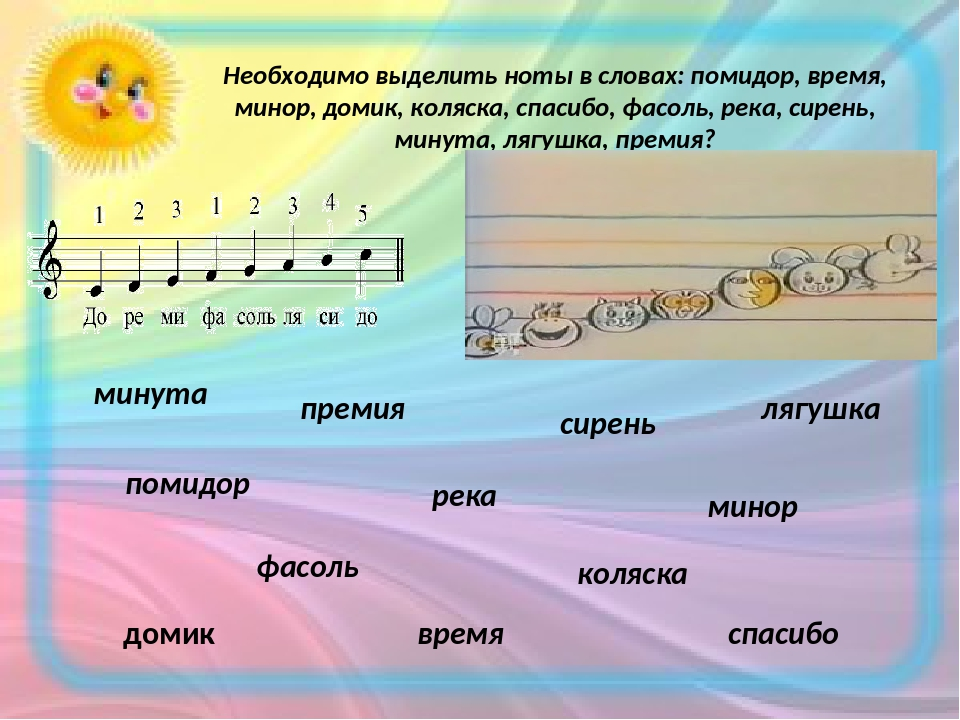 Необходимо выделить ноты в словах: помидор, время,
минор, домик, коляска, спасибо, фасоль, река, сирень,
минута, лягушка, премия?
1 2 3 1 2 3 4 5
До ре ми фа соль ля си до
минута
премия
сирень
лягушка
помидор
река
минор
фасоль
коляска
домик
время
спасибо